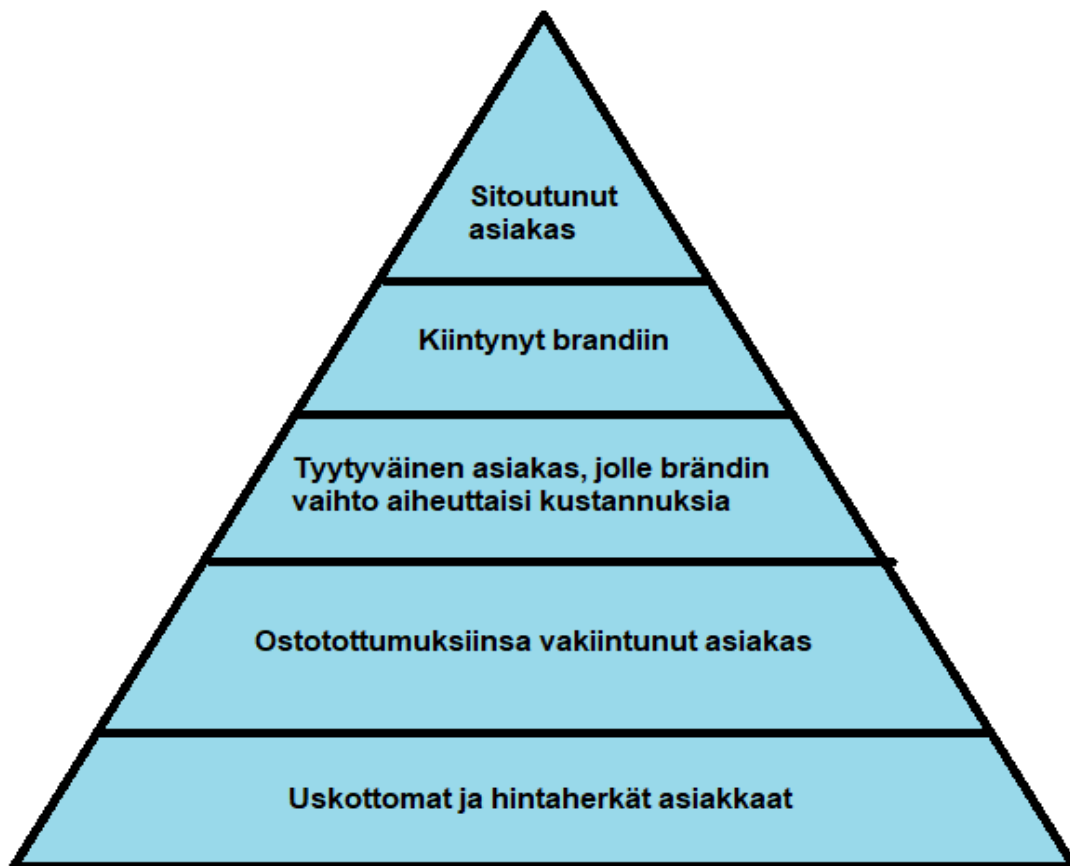 Sitoutunut
asiakas
Kiintynyt brandiin
Tyytyväinen asiakas, jolle brändin
vaihto aiheuttaisi kustannuksia
Ostotottumuksiinsa vakiintunut asiakas
Uskottomat ja hintaherkät asiakkaat